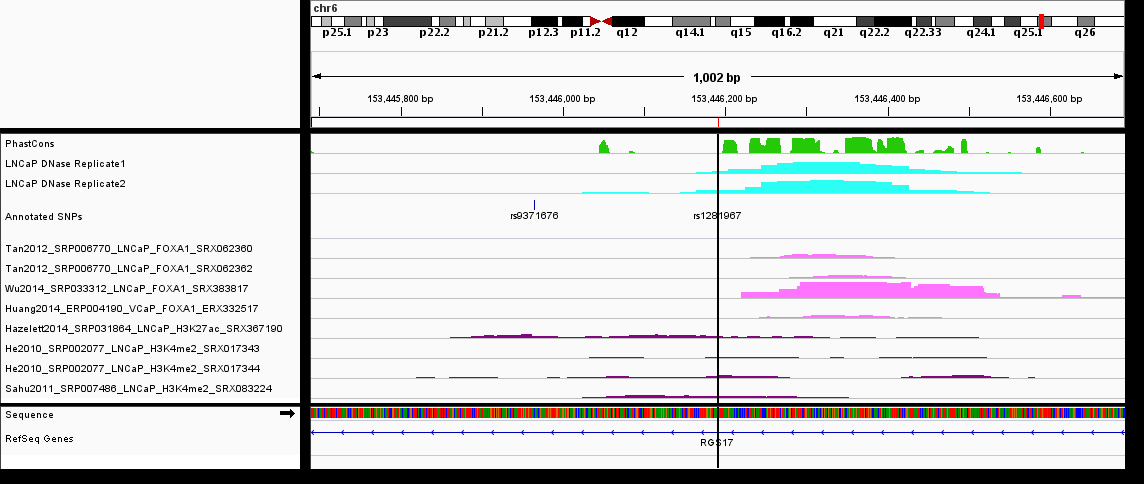 chr6
p25.1 p23 p22.2 p21.2 p12.3 p11.2 q12 q14.1 q15 q16.2 q21 q22.2 q22.33 q24.1 q25.1 q26
1,002 bp
153,445,800 bp 153,446,000 bp 153,446,200 bp 153,446,400 bp 153,446,600 bp
PhastCons
LNCaP DNase Replicate1
LNCaP DNase Replicate2
Annotated SNPs
rs9371676 rs1281967
Tan2012_SRP006770_LNCaP_FOXA1_SRX062360
Tan2012_SRP006770_LNCaP_FOXA1_SRX062362
Wu2014_SRP033312_LNCaP_FOXA1_SRX383817
Huang2014_ERP004190_VCaP_FOXA1_ERX332517
Hazelett2014_SRP031864_LNCaP_H3K27ac_SRX367190
He2010_SRP002077_LNCaP_H3K4me2_SRX017343
He2010_SRP002077_LNCaP_H3K4me2_SRX017344
Sahu2011_SRP007486_LNCaP_H3K4me2_SRX083224
Sequence
RefSeq Genes
RGS17